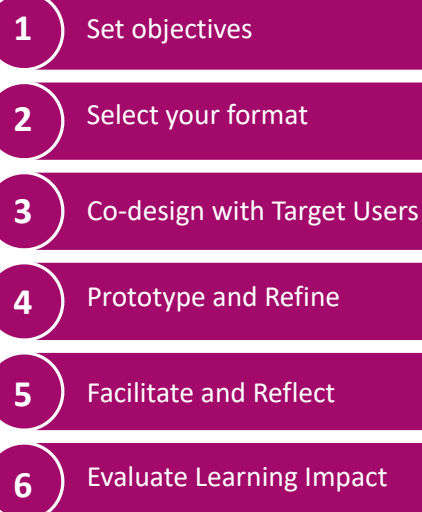 1 Set objectives
2 Select your format
3 Co-design with Target Users
4 Prototype and Refine
5 Facilitate and Reflect
6 Evaluate Learning Impact